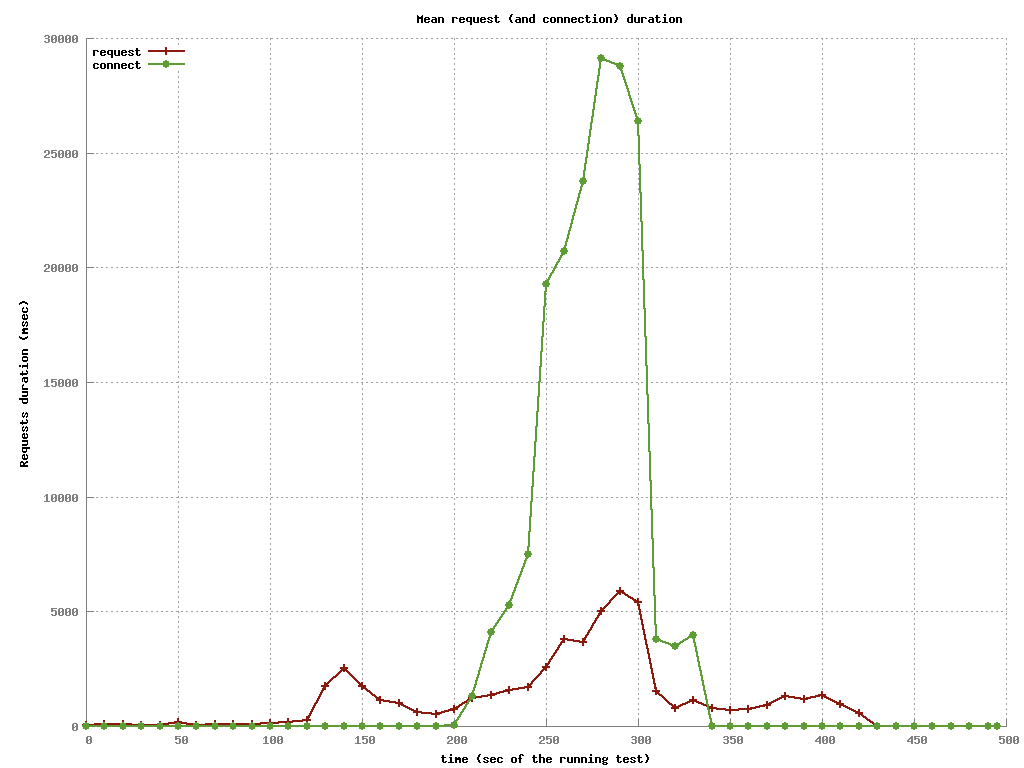 Mean request (and connection) duration
30000
request
connect
25000
20000
15000
10000
5000
0
Requests duration (msec)
0 50 100 150 200 250 300 350 400 450 500
time (sec of the running test)